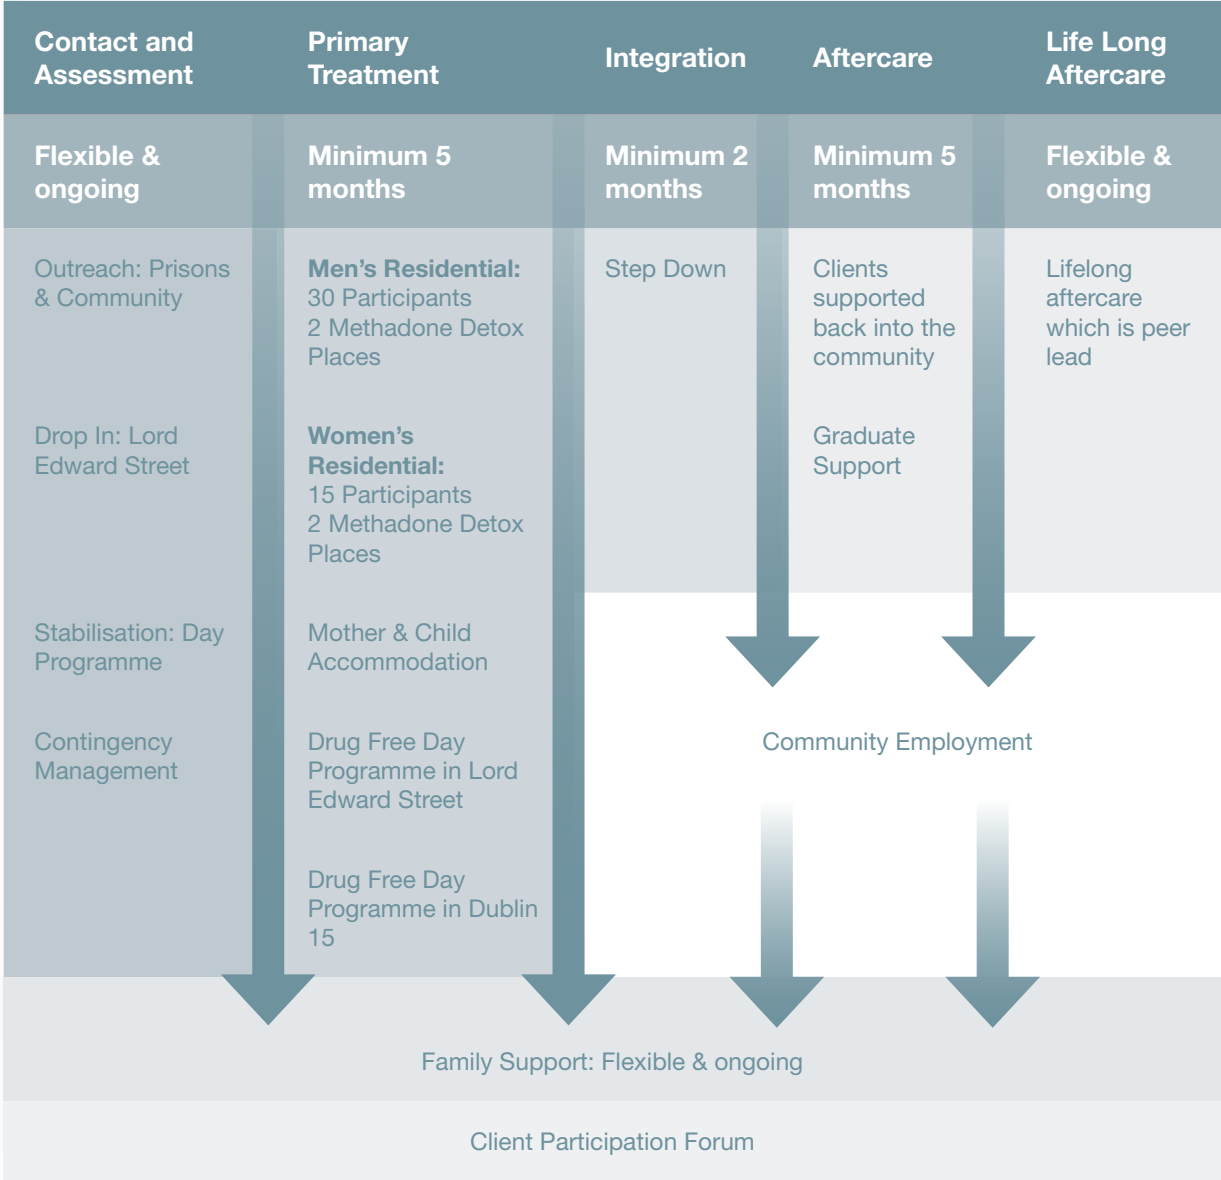 Contact and
Assessment
Primary
Treatment
Integration
Aftercare
Life Long
Aftercare
Flexible &
ongoing
Minimum 5
months
Minimum 2
months
Minimum 5
months
Flexible &
ongoing
Outreach: Prisons
& Community
Drop In: Lord
Edward Street
Stabilisation: Day
Programme
Contingency
Management
Men’s Residential:
30 Participants
2 Methadone Detox
Places
Women’s
Residential:
15 Participants
2 Methadone Detox
Places
Mother & Child
Accommodation
Drug Free Day
Programme in Lord
Edward Street
Drug Free Day
Programme in Dublin
15
Step Down
Clients
supported
back into the
community
Graduate
Support
Lifelong
aftercare
which is peer
lead
Community Employment
Family Support: Flexible & ongoing
Client Participation Forum